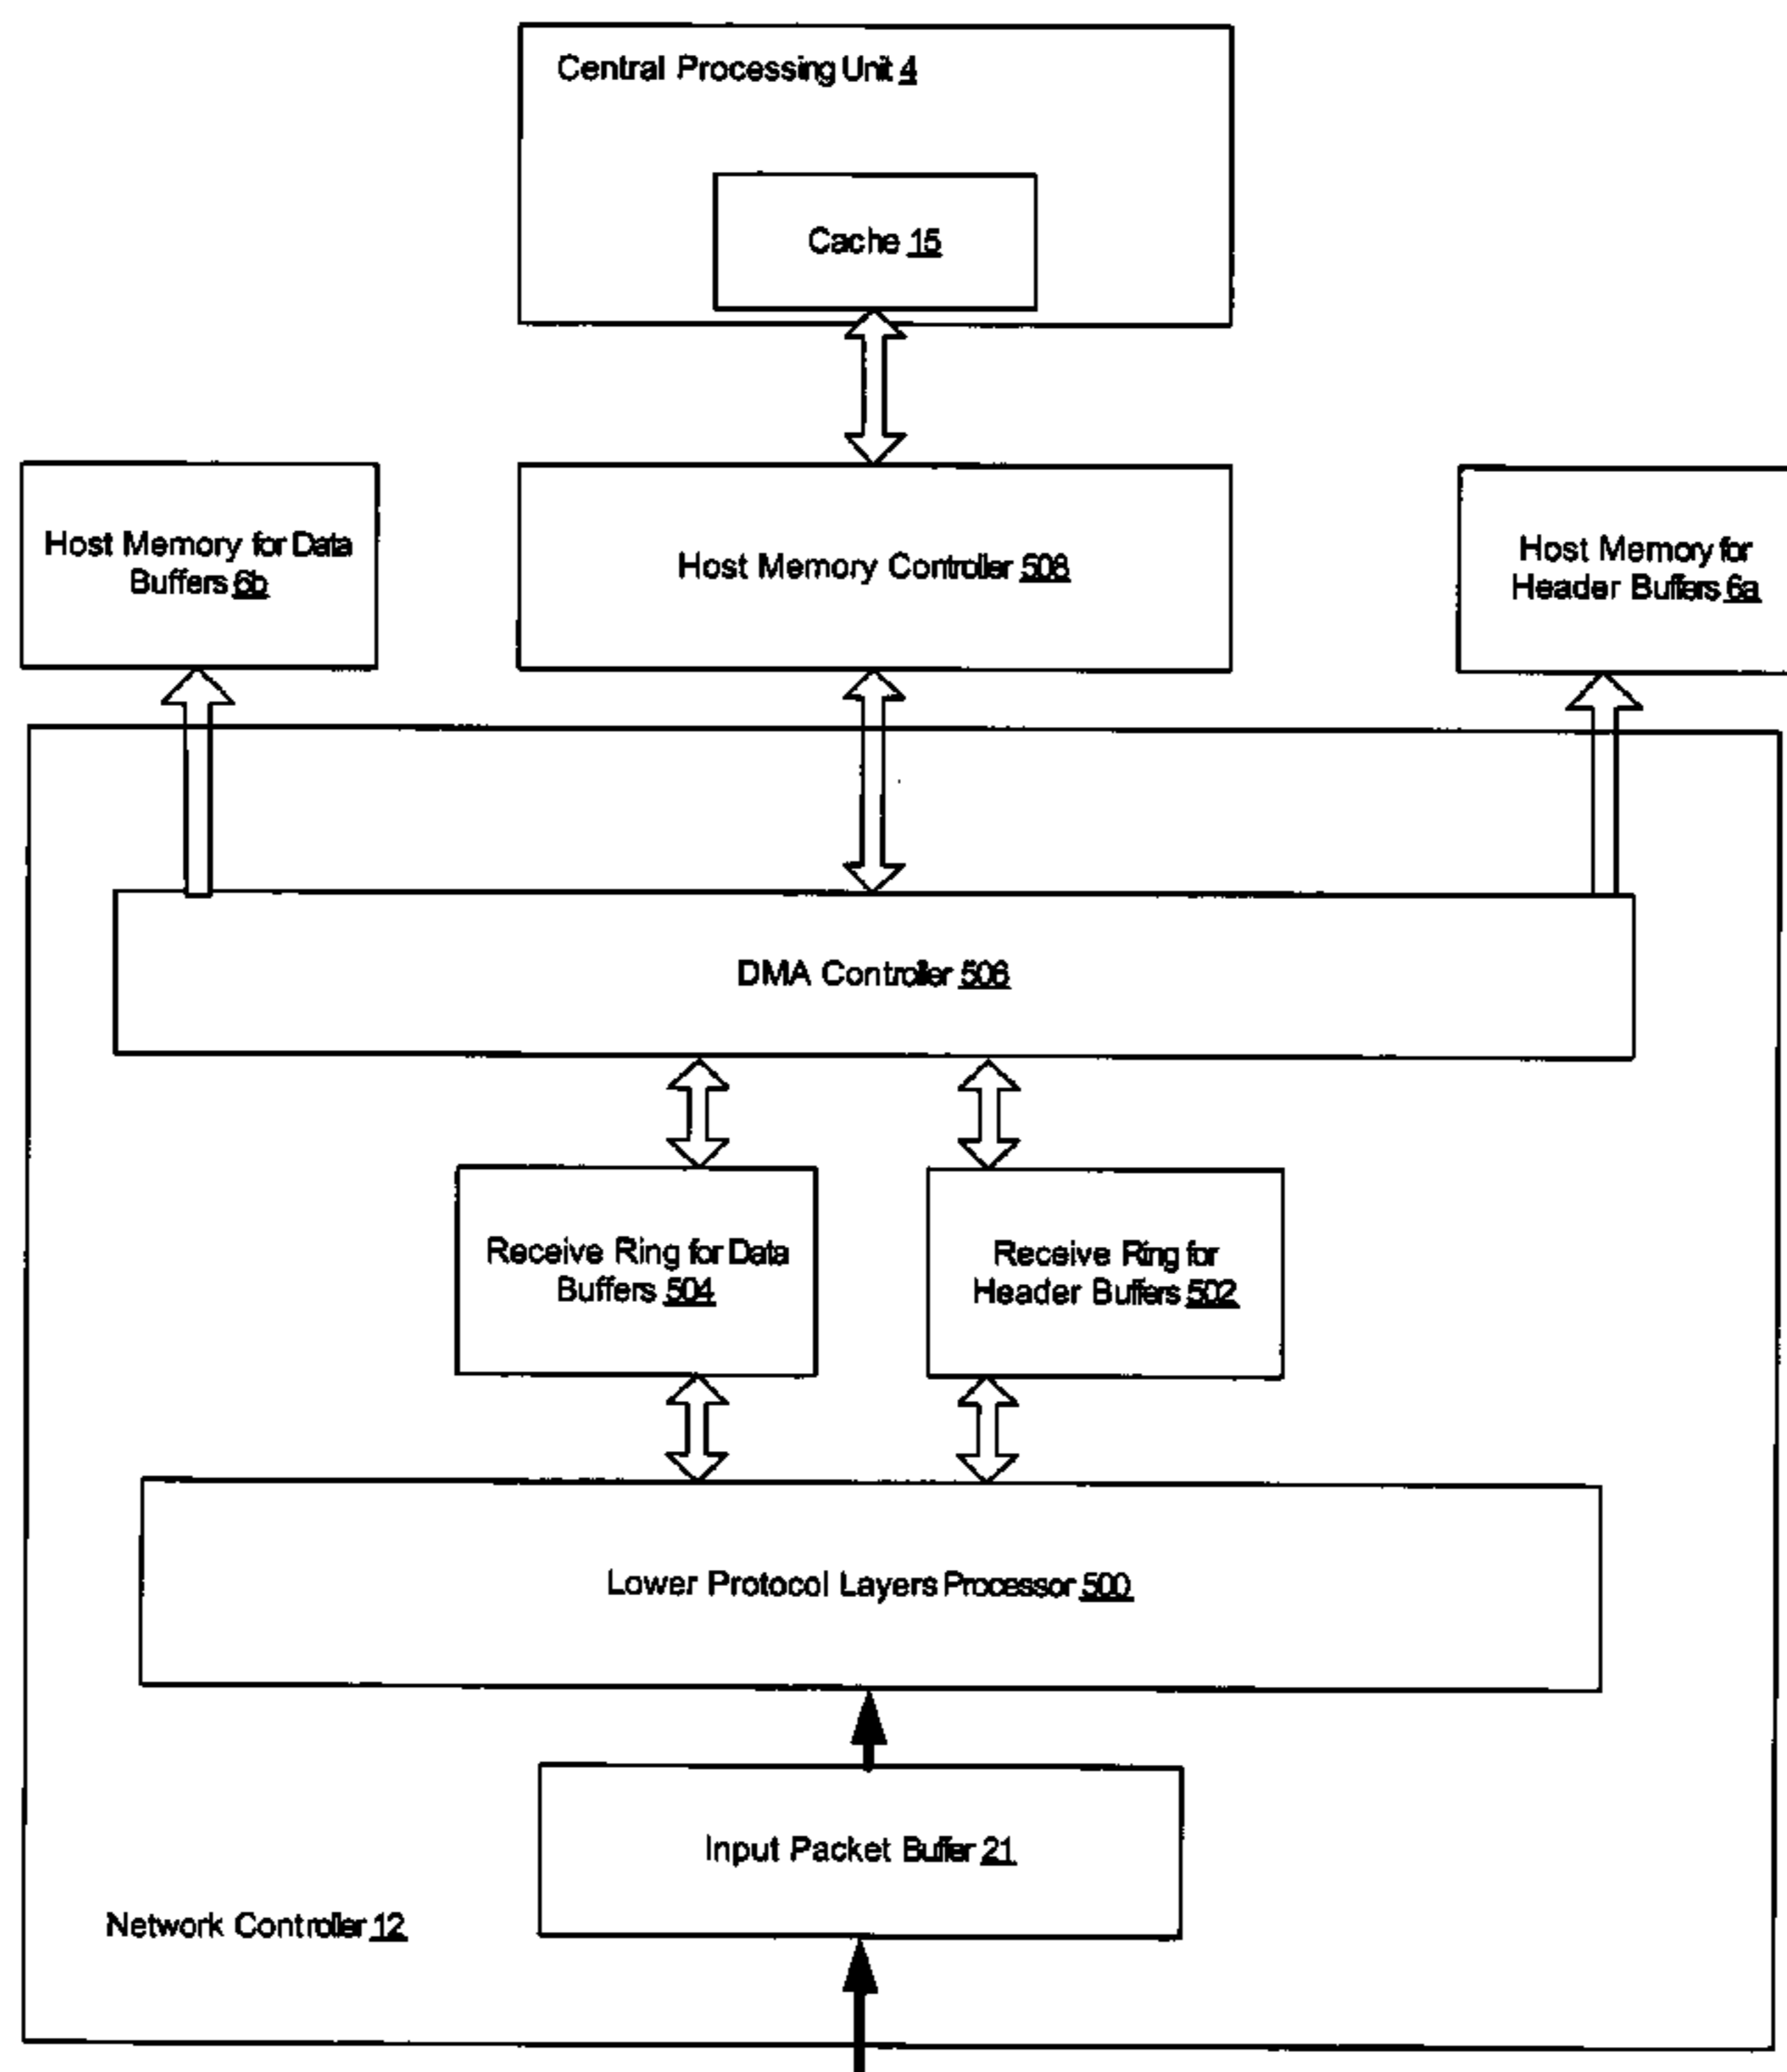 Central Processing Unit 4
Cache 15
Host Memory for Data
Buffers 6b
Host Memory Controller 508
Host Memory for
Header Buffers 6a
DMA Controller 506
Receive Ring for Data
Buffers 504
Receive Ring for
Header Buffers 502
Lower Protocol Layers Processor 500
Input Packet Buffer 21
Network Controller 12